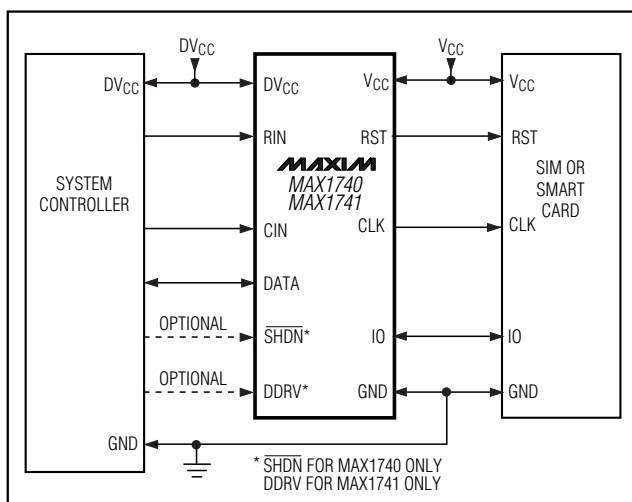 DVCC
VCC
DVCC
DVCC
VCC
VCC
RIN
RST
RST
MAXIM
MAX1740
MAX1741
SYSTEM
CONTROLLER
SIM OR
SMART
CARD
CIN
CLK
CLK
DATA
OPTIONAL
SHDN*
IO
IO
OPTIONAL
DDRV*
GND
GND
GND
* SHDN FOR MAX1740 ONLY
DDRV FOR MAX1741 ONLY